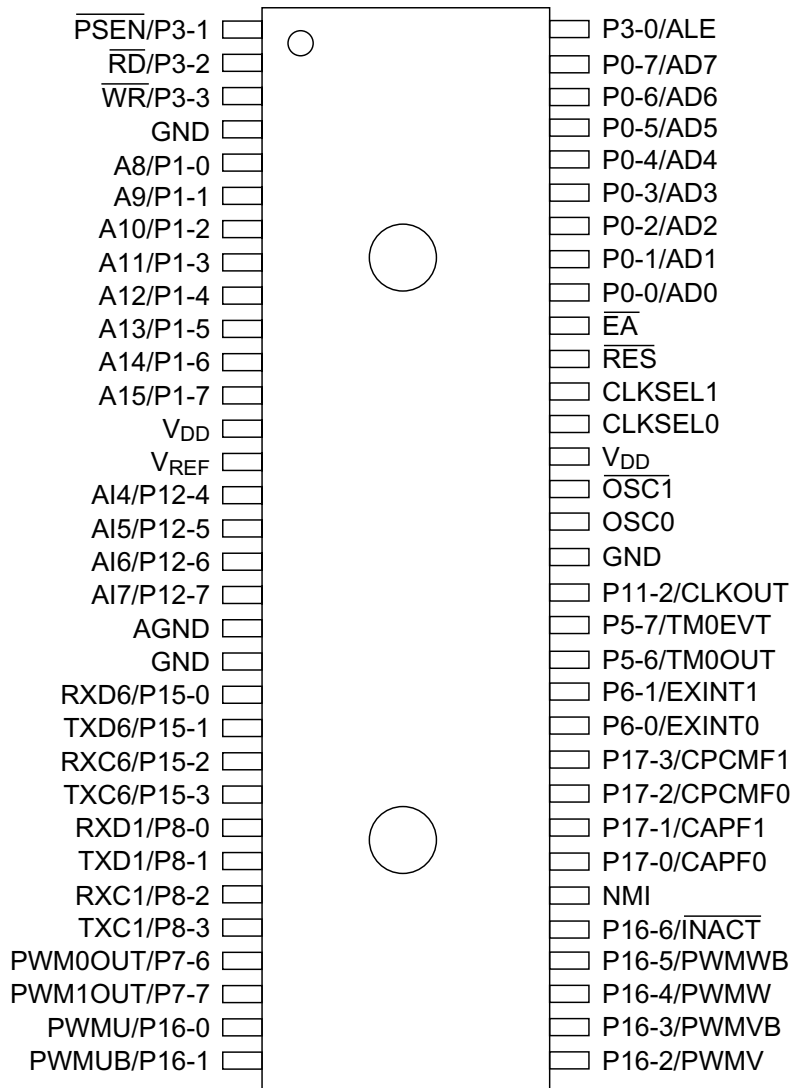 PSEN/P3-1
RD/P3-2
WR/P3-3
GND
A8/P1-0
A9/P1-1
A10/P1-2
A11/P1-3
A12/P1-4
A13/P1-5
A14/P1-6
A15/P1-7
VDD
VREF
AI4/P12-4
AI5/P12-5
AI6/P12-6
AI7/P12-7
AGND
GND
RXD6/P15-0
TXD6/P15-1
RXC6/P15-2
TXC6/P15-3
RXD1/P8-0
TXD1/P8-1
RXC1/P8-2
TXC1/P8-3
PWM0OUT/P7-6
PWM1OUT/P7-7
PWMU/P16-0
PWMUB/P16-1
P3-0/ALE
P0-7/AD7
P0-6/AD6
P0-5/AD5
P0-4/AD4
P0-3/AD3
P0-2/AD2
P0-1/AD1
P0-0/AD0
EA
RES
CLKSEL1
CLKSEL0
VDD
OSC1
OSC0
GND
P11-2/CLKOUT
P5-7/TM0EVT
P5-6/TM0OUT
P6-1/EXINT1
P6-0/EXINT0
P17-3/CPCMF1
P17-2/CPCMF0
P17-1/CAPF1
P17-0/CAPF0
NMI
P16-6/INACT
P16-5/PWMWB
P16-4/PWMW
P16-3/PWMVB
P16-2/PWMV